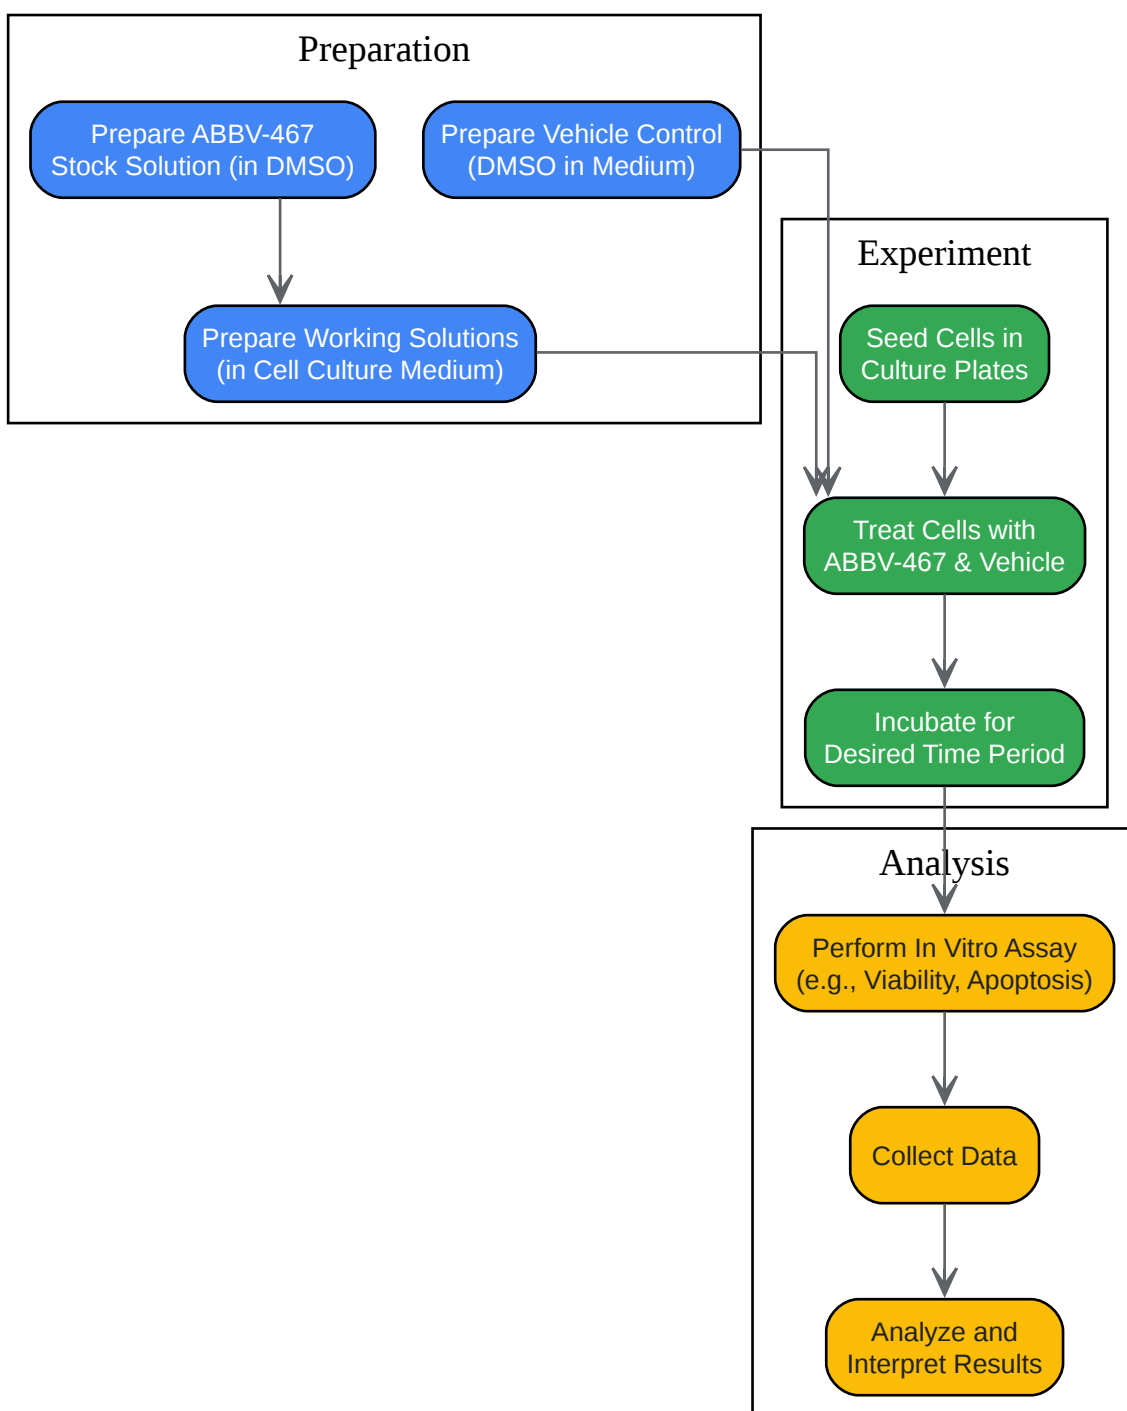 Preparation
Prepare ABBV-467
Stock Solution (in DMSO)
Prepare Vehicle Control
(DMSO in Medium)
Prepare Working Solutions
(in Cell Culture Medium)
Experiment
Seed Cells in
Culture Plates
Treat Cells with
ABBV-467 & Vehicle
Incubate for
Desired Time Period
Analysis
Perform In Vitro Assay
(e.g., Viability, Apoptosis)
Collect Data
Analyze and
Interpret Results